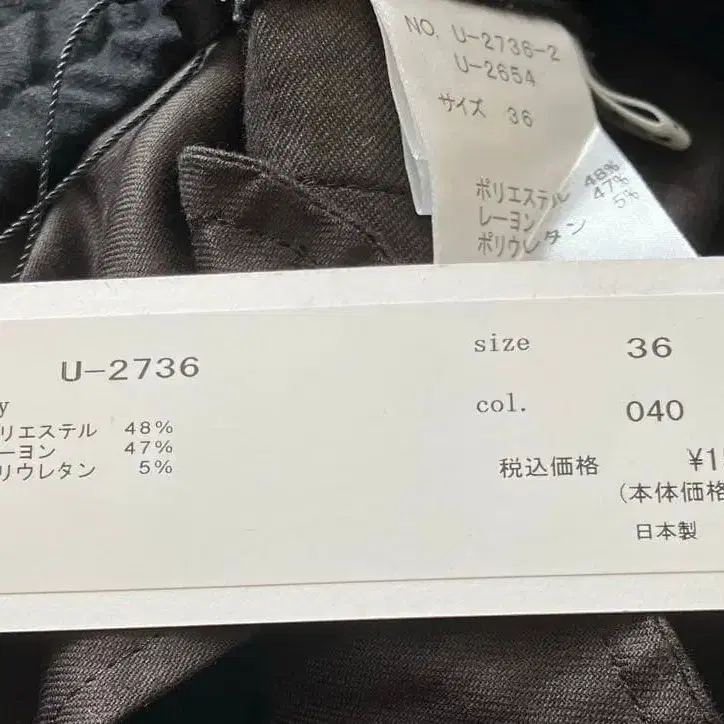 NO. U-2736-2
U-2654
サイズ 36
ポリエステル 48%
レーヨン 47%
ポリウレタン 5%
U-2736
size 36
y
リエステル 48%
ーヨン 47%
リウレタン 5%
col. 040
税込価格 ¥1
(本体価格
日本製